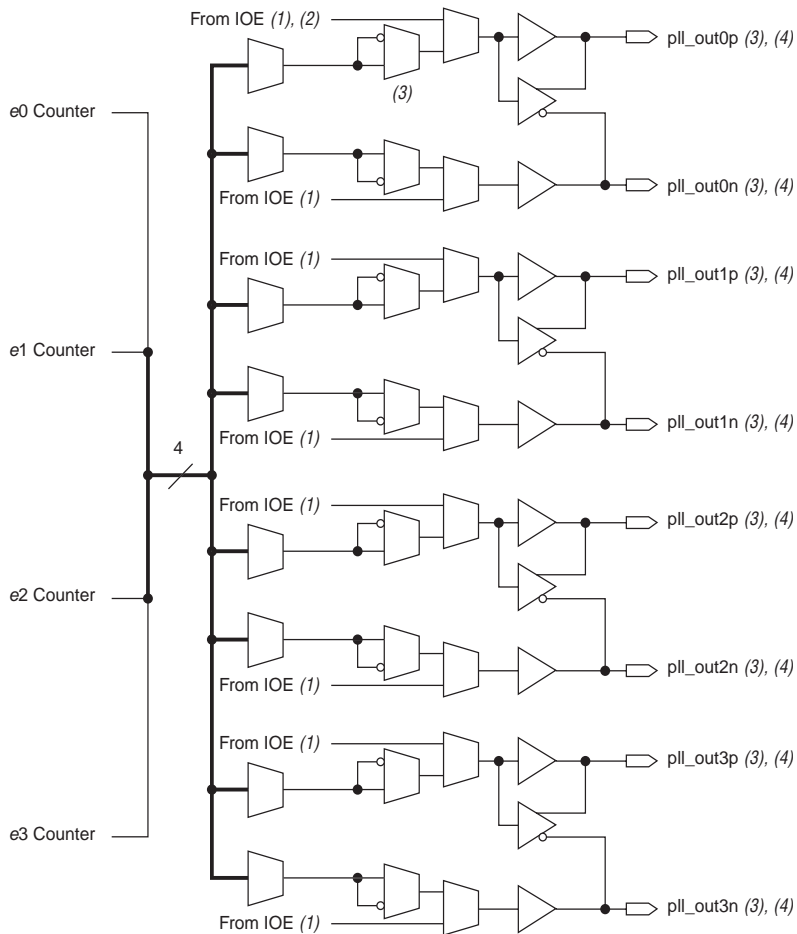 From IOE (1), (2)
pll_out0p (3), (4)
(3)
e0 Counter
pll_out0n (3), (4)
From IOE (1)
From IOE (1)
pll_out1p (3), (4)
e1 Counter
pll_out1n (3), (4)
From IOE (1)
4
From IOE (1)
pll_out2p (3), (4)
e2 Counter
pll_out2n (3), (4)
From IOE (1)
From IOE (1)
pll_out3p (3), (4)
e3 Counter
pll_out3n (3), (4)
From IOE (1)